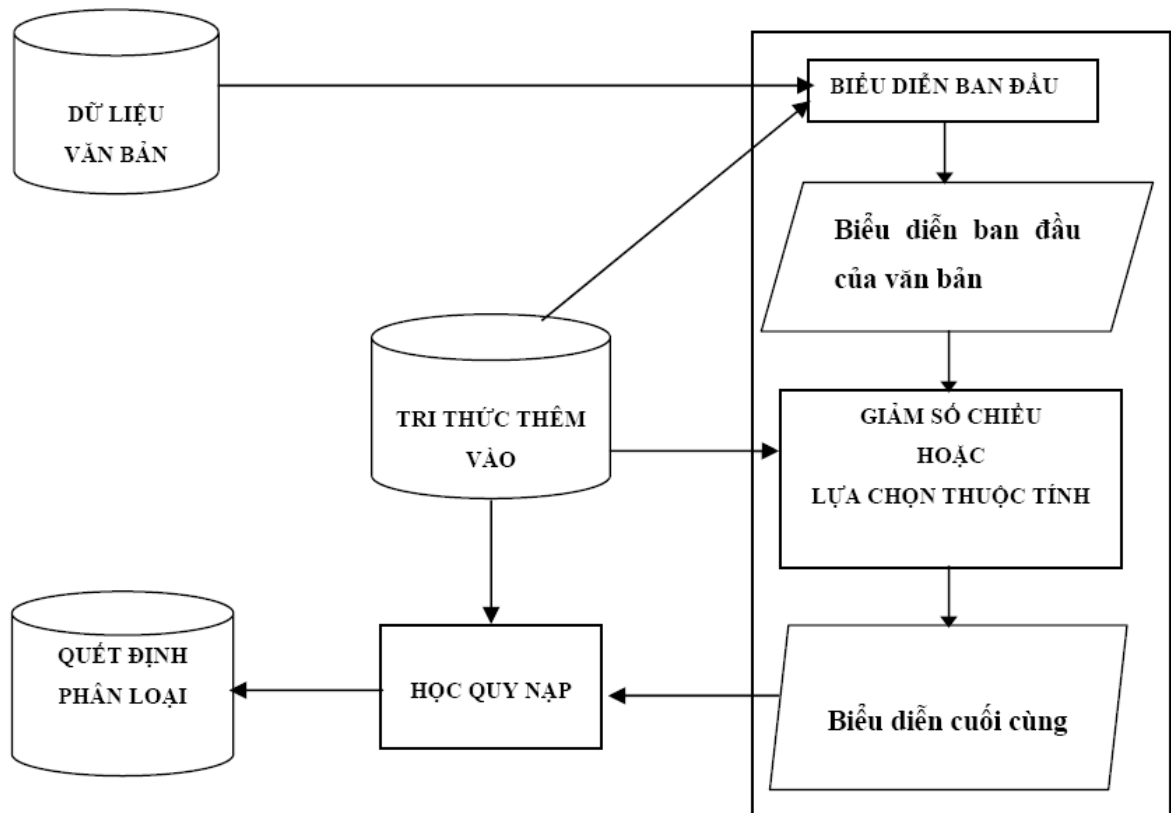 DỮ LIỆU
VĂN BẢN
BIỂU DIỄN BAN ĐẦU
Biểu diễn ban đầu
của văn bản
TRI THỨC THÊM
VÀO
GIẢM SỐ CHIỀU
HOẶC
LỰA CHỌN THUỘC TÍNH
QUẾT ĐỊNH
PHÂN LOẠI
HỌC QUY NẠP
Biểu diễn cuối cùng